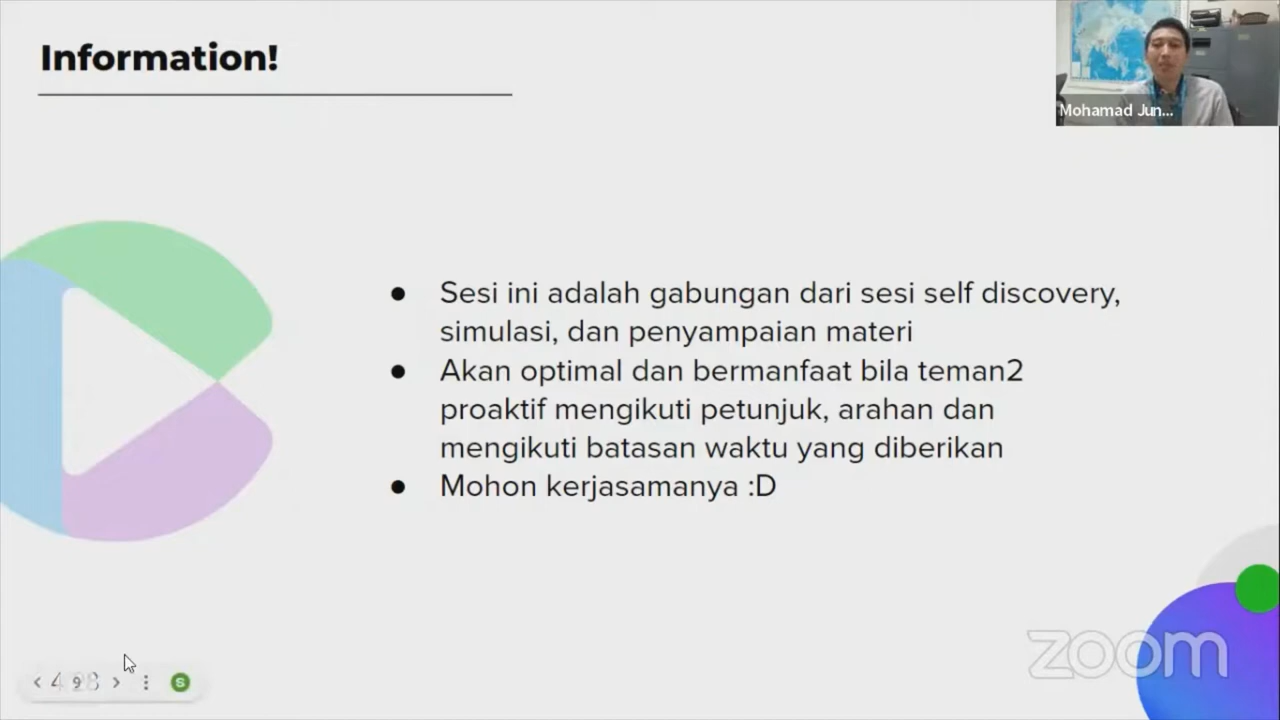 Information!
Mohamad Jun...
● Sesi ini adalah gabungan dari sesi self discovery,
simulasi, dan penyampaian materi
● Akan optimal dan bermanfaat bila teman2
proaktif mengikuti petunjuk, arahan dan
mengikuti batasan waktu yang diberikan
● Mohon kerjasamanya :D
zoom
S